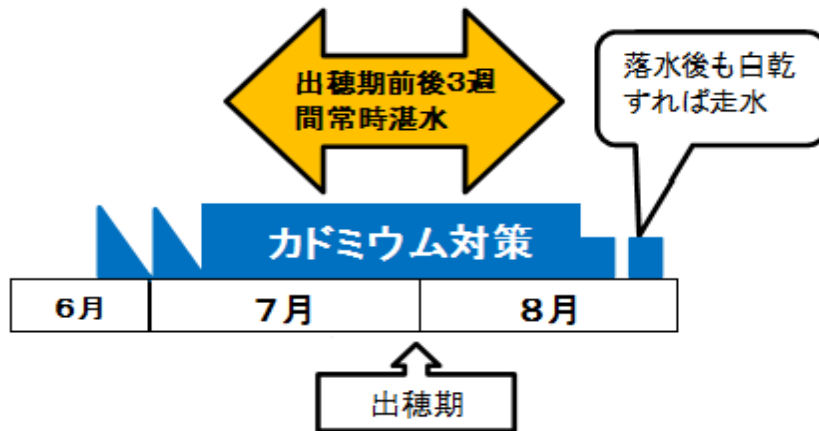 出穂期前後3週
間常時湛水
落水後も白乾
すれば走水
カドミウム対策
6月
7月
8月
出穂期